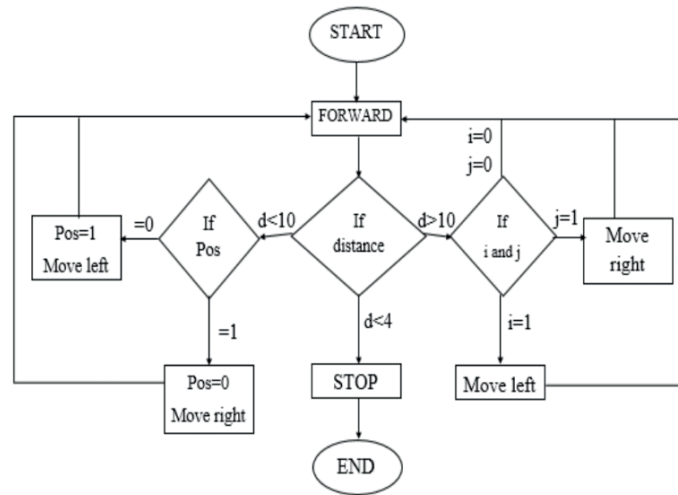 START
FORWARD
i=0
j=0
If
Pos
=0
d<10
If
distance
d>10
If
i and j
j=1
Pos=1
Move left
Move
right
=1
d<4
i=1
Pos=0
Move right
STOP
Move left
END